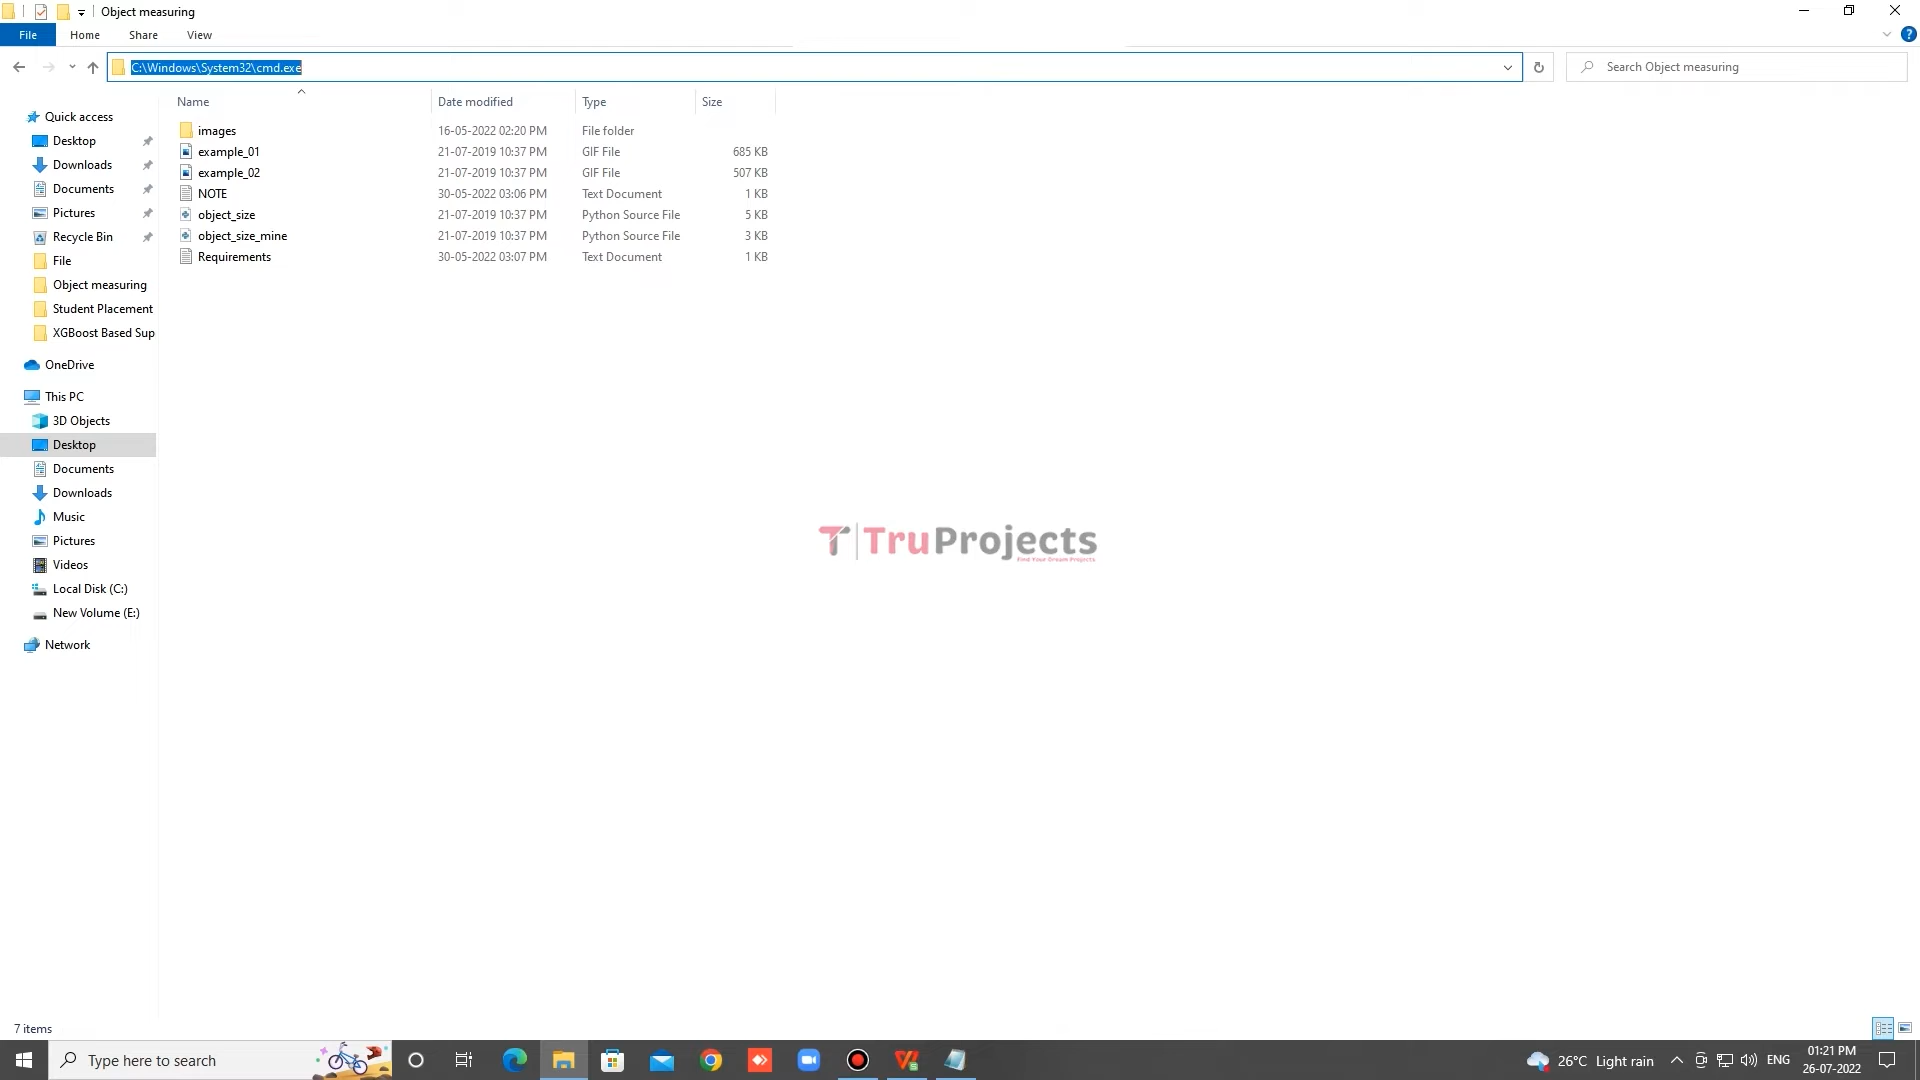 Object measuring
File Home Share View
C:\Windows\System32\cmd.exe
Search Object measuring
Name Date modified Type Size
images 16-05-2022 02:20 PM File folder
example_01 21-07-2019 10:37 PM GIF File 685 KB
example_02 21-07-2019 10:37 PM GIF File 507 KB
NOTE 30-05-2022 03:06 PM Text Document 1 KB
object_size 21-07-2019 10:37 PM Python Source File 5 KB
object_size_mine 21-07-2019 10:37 PM Python Source File 3 KB
Requirements 30-05-2022 03:07 PM Text Document 1 KB
Quick access
Desktop
Downloads
Documents
Pictures
Recycle Bin
File
Object measuring
Student Placement
XGBoost Based Sup
OneDrive
This PC
3D Objects
Desktop
Documents
Downloads
Music
Pictures
Videos
Local Disk (C:)
New Volume (E:)
Network
TruProjects
Find Your Dream Projects
7 items
Type here to search
26°C Light rain
ENG
01:21 PM
26-07-2022